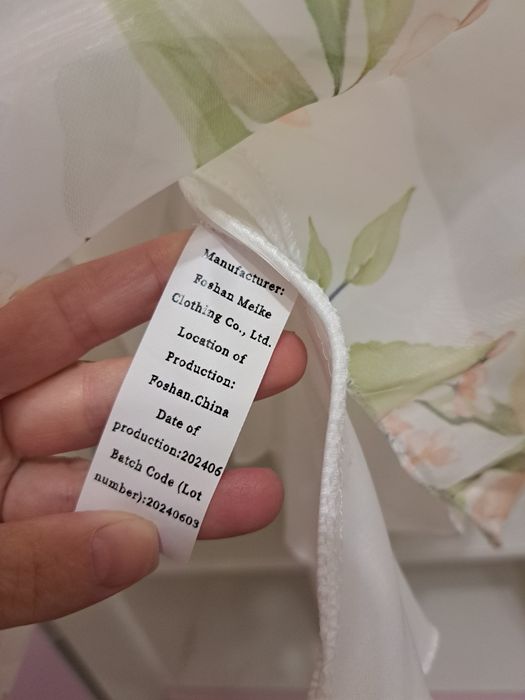 Manufacturer:
Foshan Meike
Clothing Co., Ltd.
Location of
Production:
Foshan.China
Date of
production:202406
Batch Code (Lot
number):20240603